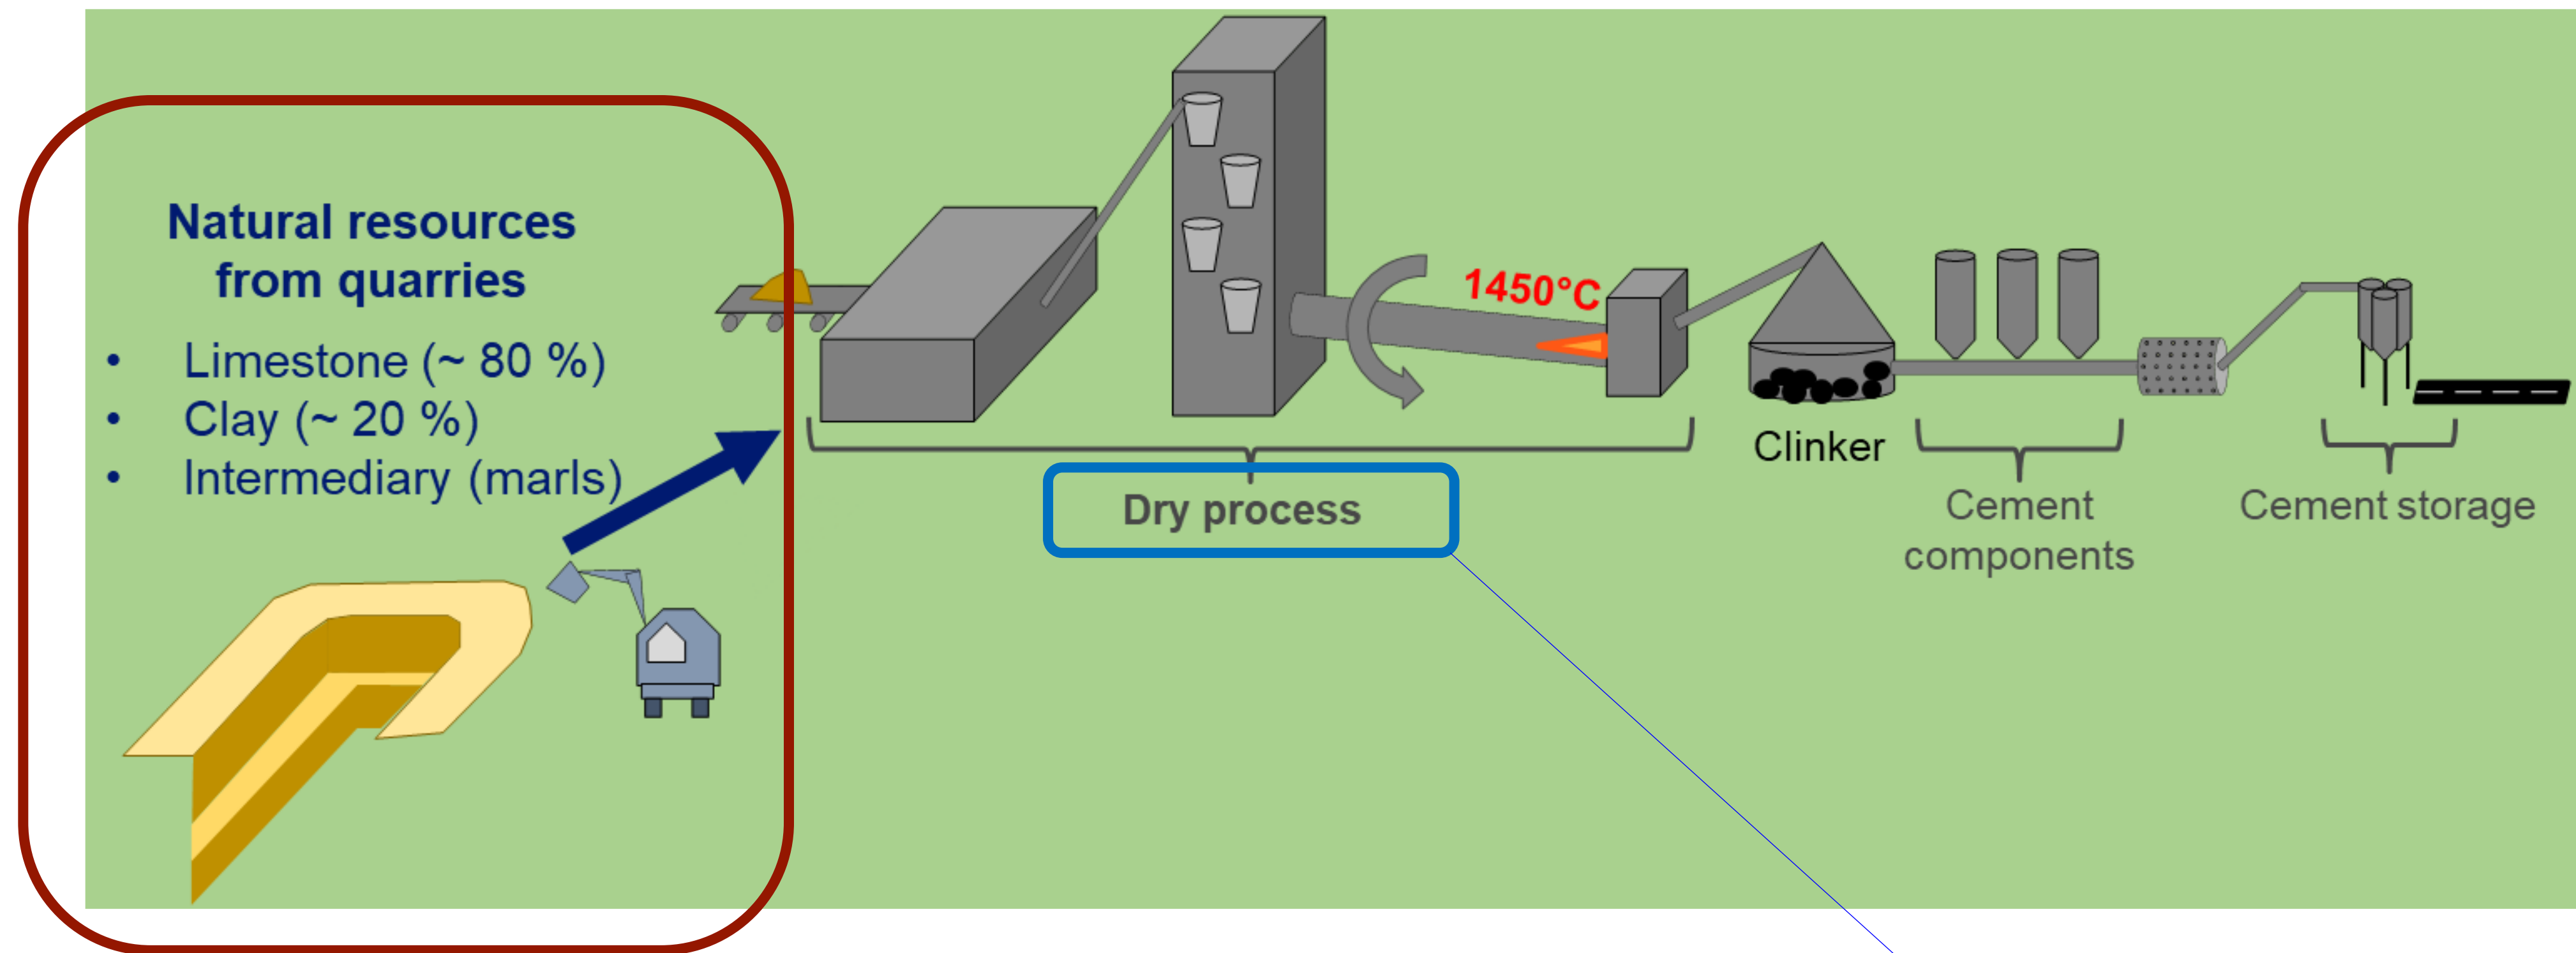 Natural resources
from quarries
• Limestone (~ 80 %)
• Clay (~ 20 %)
• Intermediary (marls)
1450°C
Dry process
Clinker
Cement
components
Cement storage